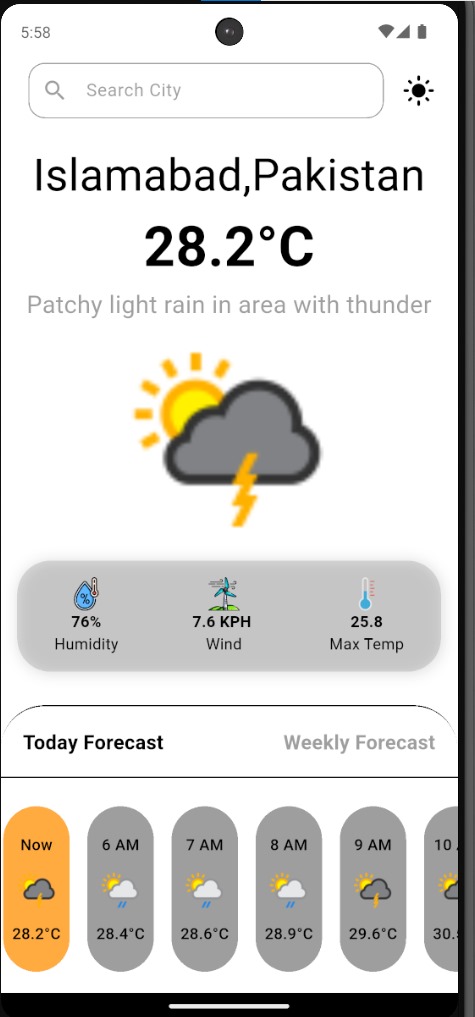 5:58
Search City
Islamabad,Pakistan
28.2°C
Patchy light rain in area with thunder
%
76% 7.6 KPH 25.8
Humidity Wind Max Temp
Today Forecast Weekly Forecast
Now 6 AM 7 AM 8 AM 9 AM 10
28.2°C 28.4°C 28.6°C 28.9°C 29.6°C 30.